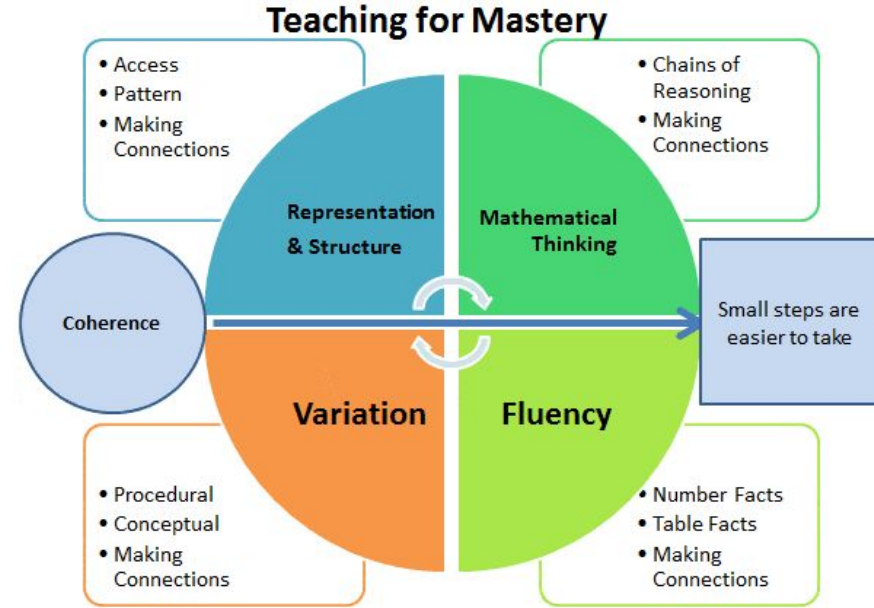 Teaching for Mastery
• Access
• Pattern
• Making
Connections
• Chains of
Reasoning
• Making
Connections
Representation
& Structure
Mathematical
Thinking
Coherence
Small steps are
easier to take
Variation
Fluency
• Procedural
• Conceptual
• Making
Connections
• Number Facts
• Table Facts
• Making
Connections